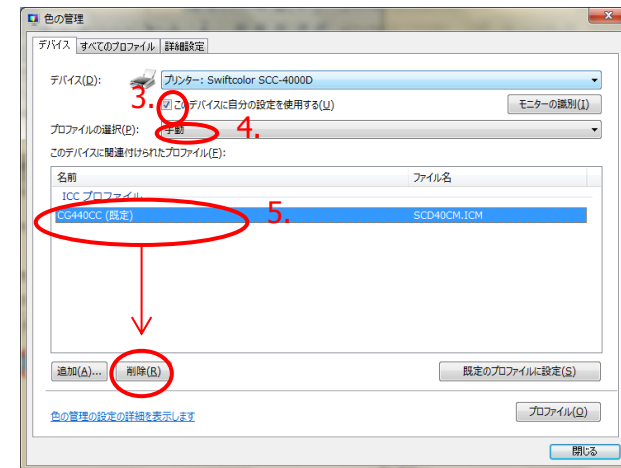 色の管理
デバイス すべてのプロファイル 詳細設定
デバイス(D): プリンター: Swiftcolor SCC-4000D
3. このデバイスに自分の設定を使用する(U) モニターの識別(I)
プロファイルの選択(P): 手動 4.
このデバイスに関連付けられたプロファイル(F):
名前 ファイル名
ICC プロファイル
CG440CC (既定) 5. SCD40CM.ICM
追加(A)... 削除(R) 既定のプロファイルに設定(S)
色の管理の設定の詳細を表示します プロファイル(O)
閉じる